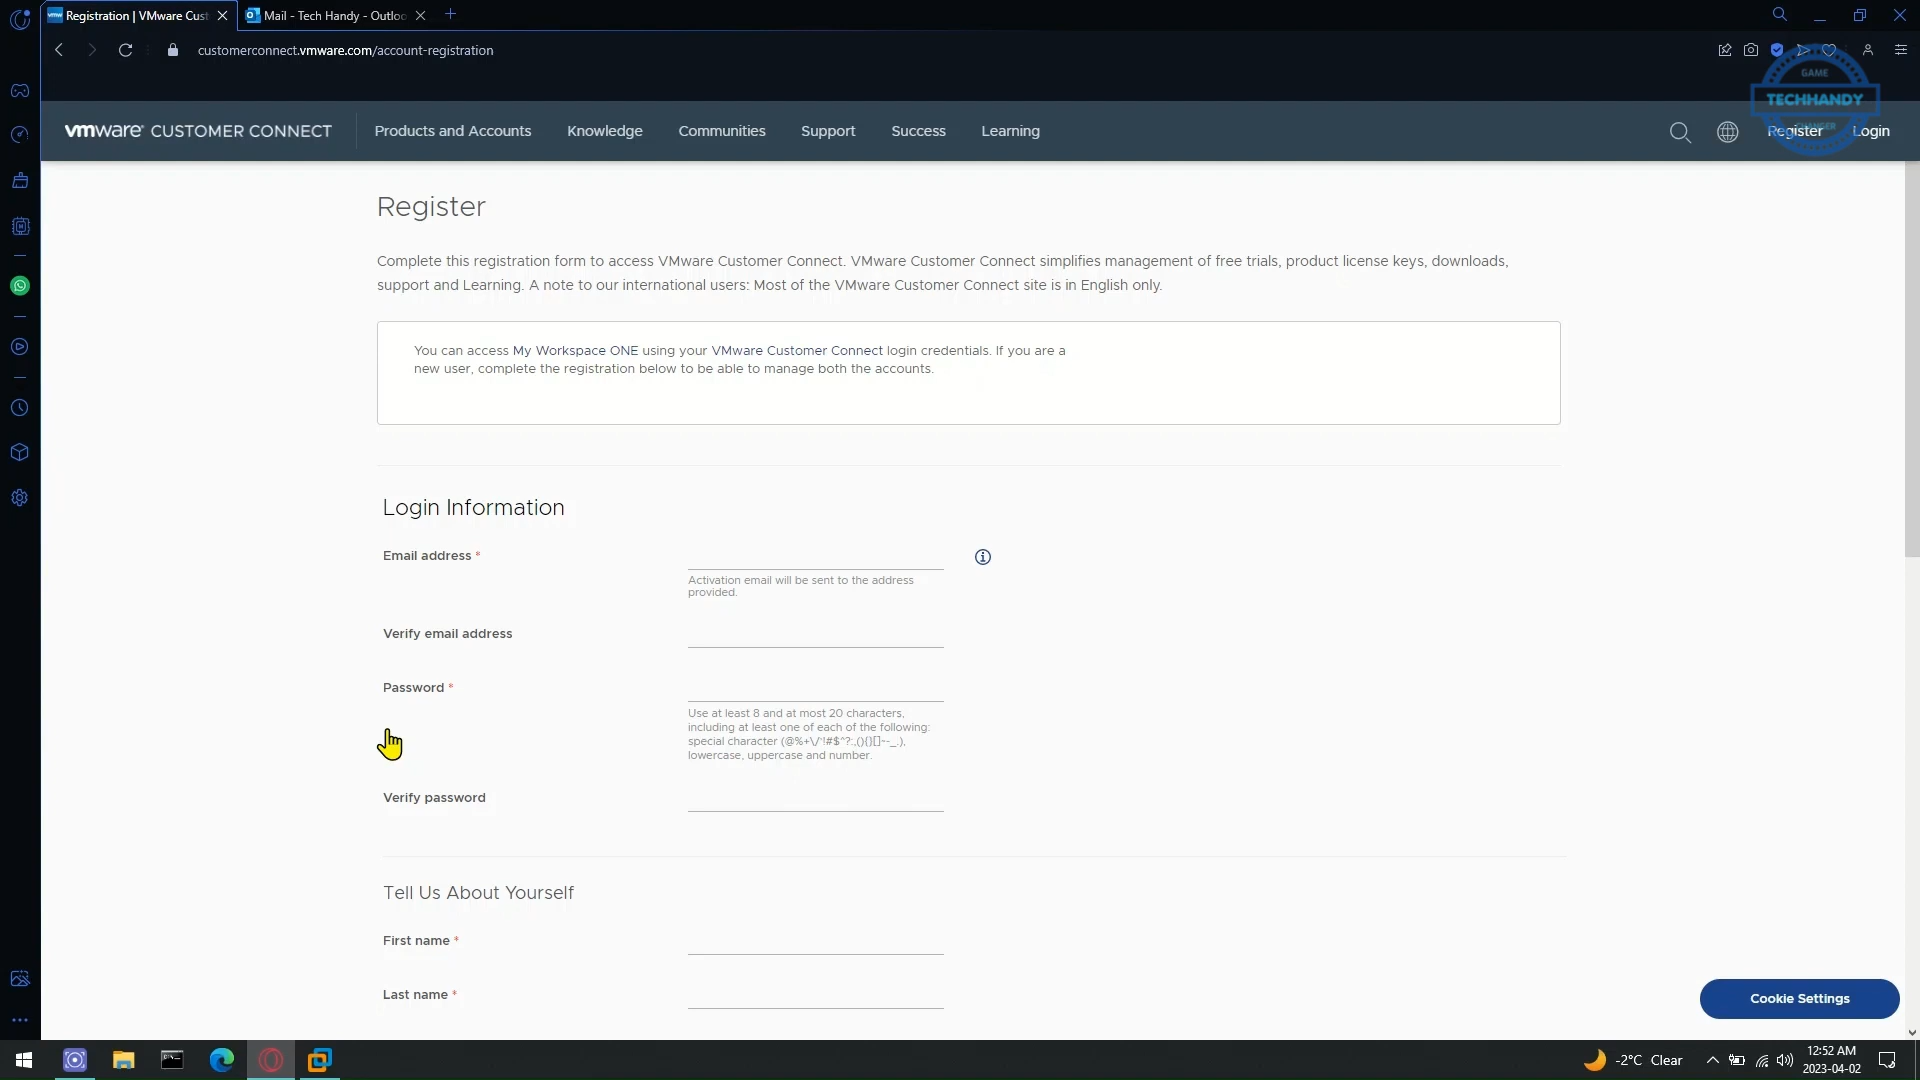 Registration | VMware Cust
Mail - Tech Handy - Outloo
customerconnect.vmware.com/account-registration
GAME
TECHHANDY
CHANGER
vmware® CUSTOMER CONNECT
Products and Accounts
Knowledge
Communities
Support
Success
Learning
Register
Login
Register
Complete this registration form to access VMware Customer Connect. VMware Customer Connect simplifies management of free trials, product license keys, downloads,
support and Learning. A note to our international users: Most of the VMware Customer Connect site is in English only.
You can access My Workspace ONE using your VMware Customer Connect login credentials. If you are a
new user, complete the registration below to be able to manage both the accounts.
Login Information
Email address *
Activation email will be sent to the address
provided.
Verify email address
Password *
Use at least 8 and at most 20 characters,
including at least one of each of the following:
lowercase, uppercase and number.
Verify password
Tell Us About Yourself
First name *
Last name *
Cookie Settings
-2°C Clear
12:52 AM
2023-04-02